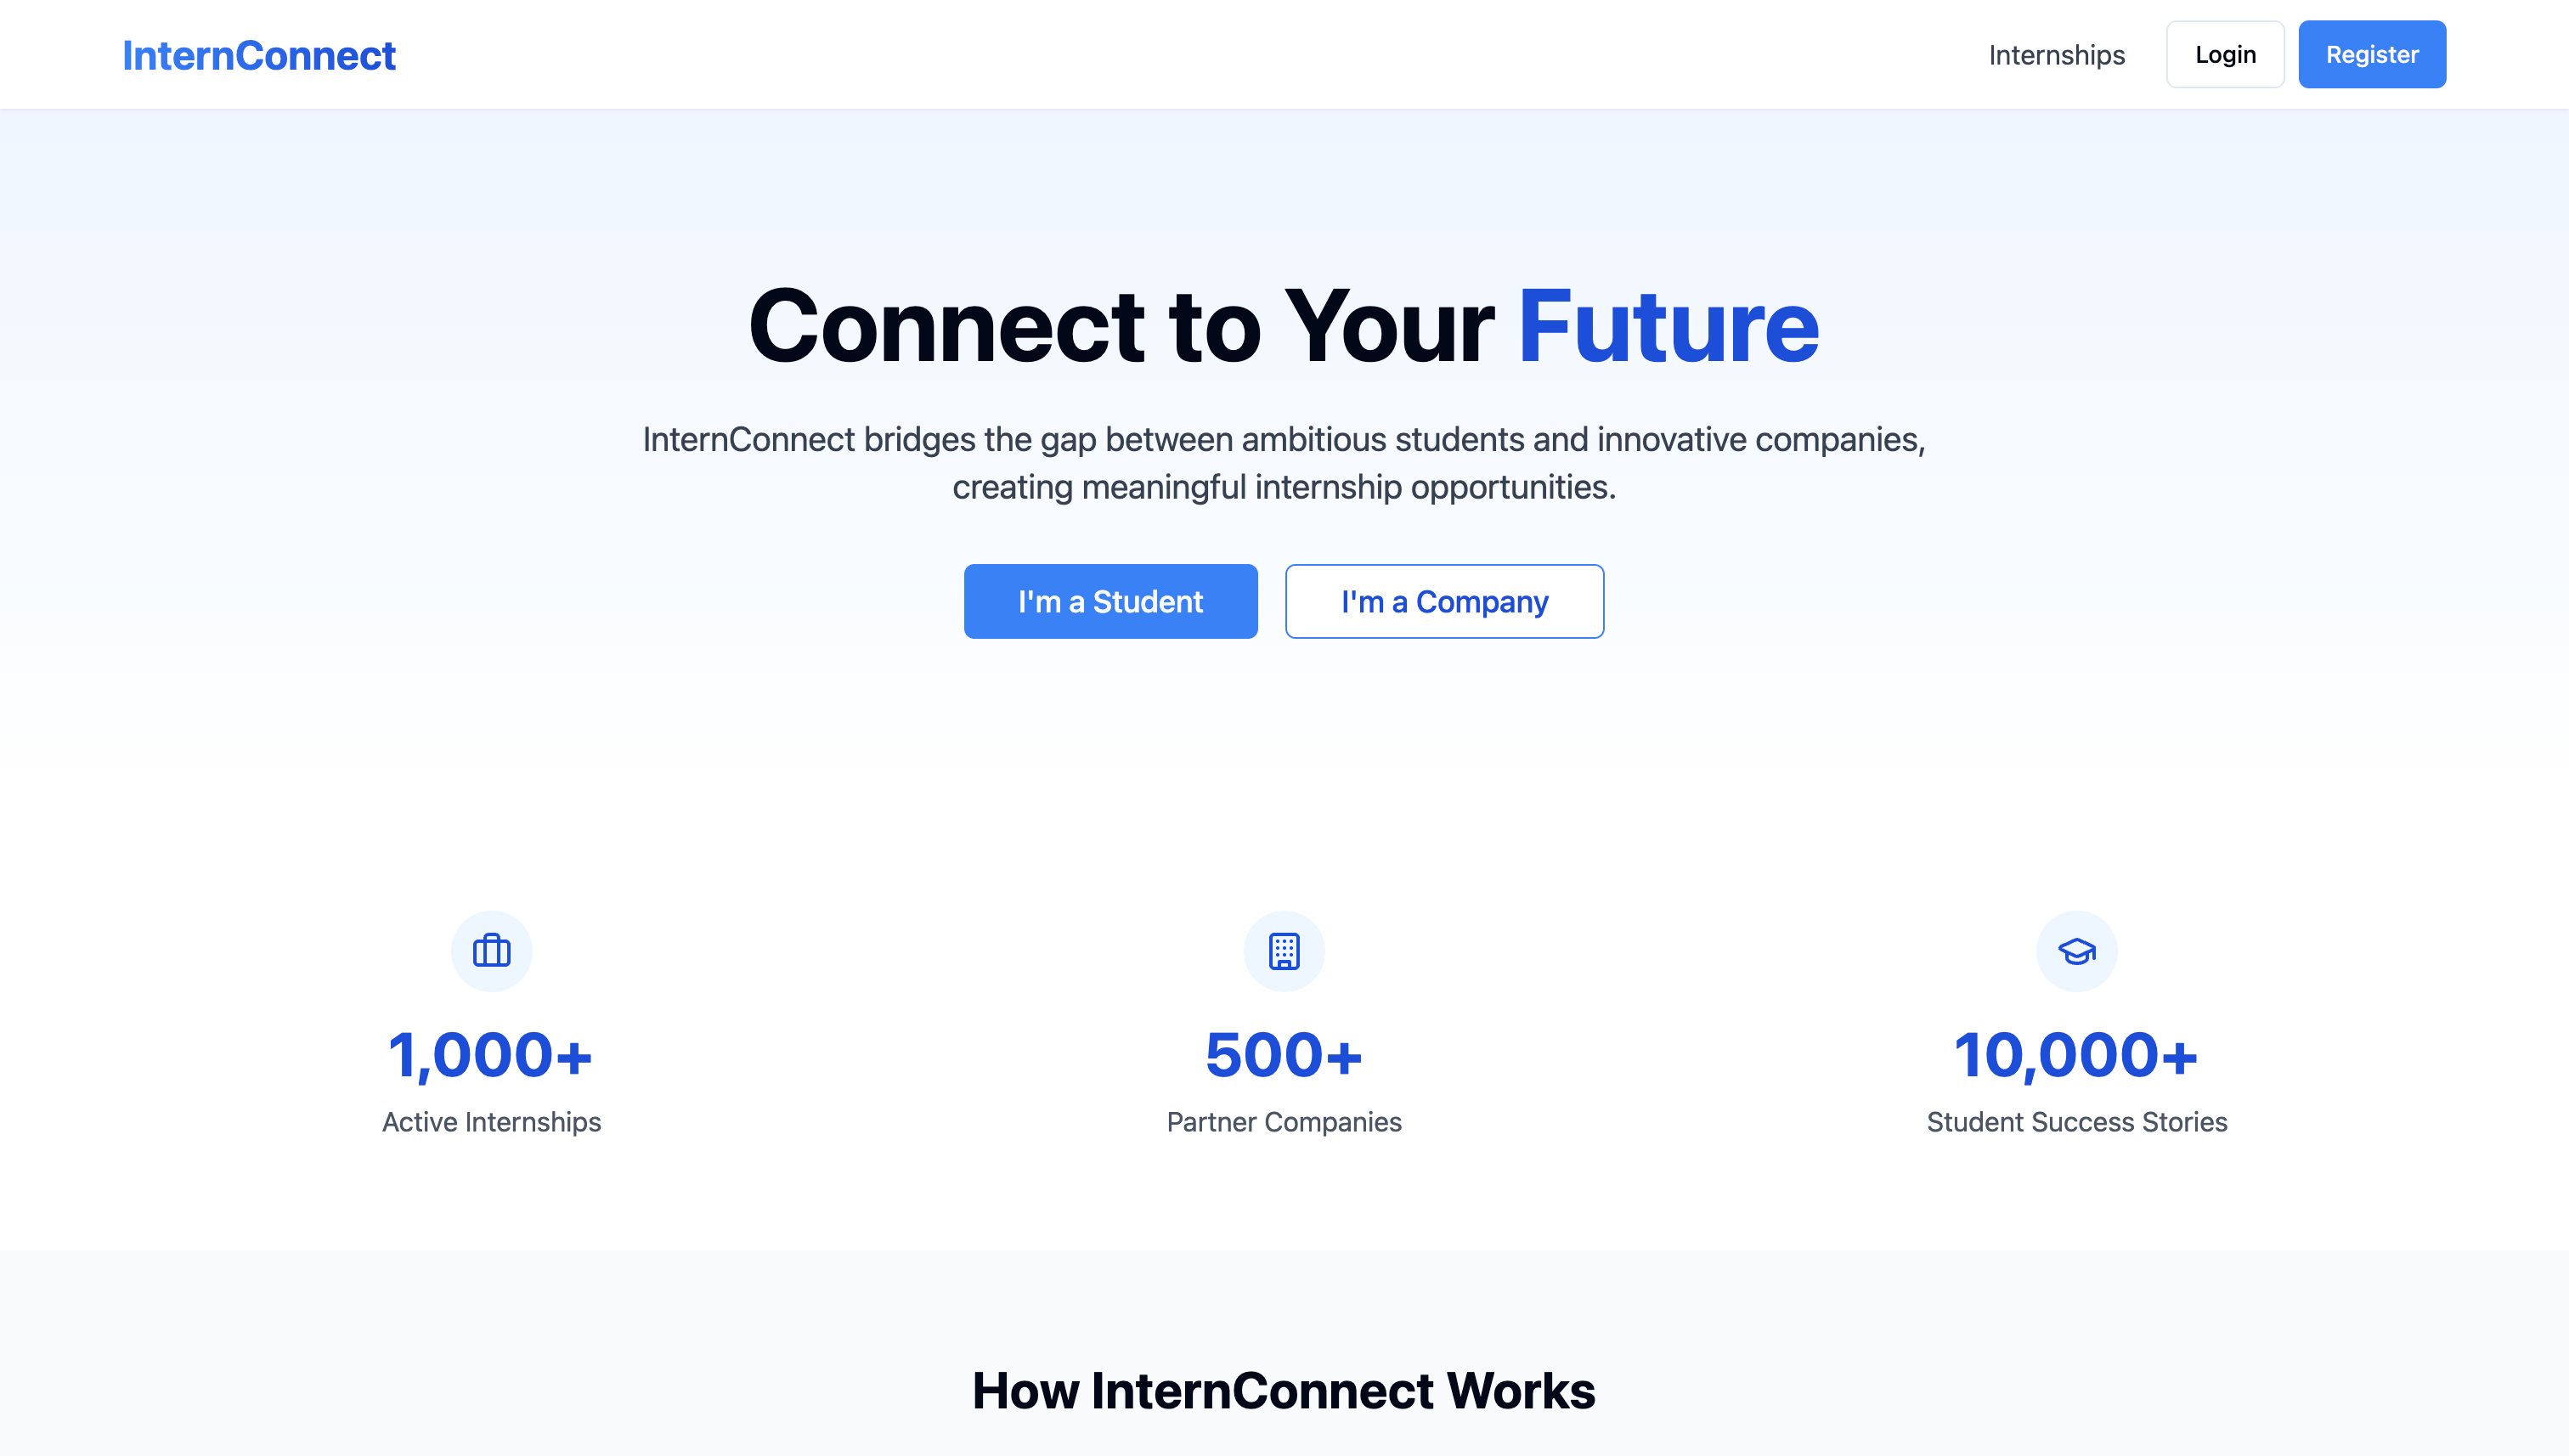 InternConnect
Internships
Login
Register
Connect to Your Future
InternConnect bridges the gap between ambitious students and innovative companies,
creating meaningful internship opportunities.
I'm a Student
I'm a Company
1,000+
Active Internships
500+
Partner Companies
10,000+
Student Success Stories
How InternConnect Works